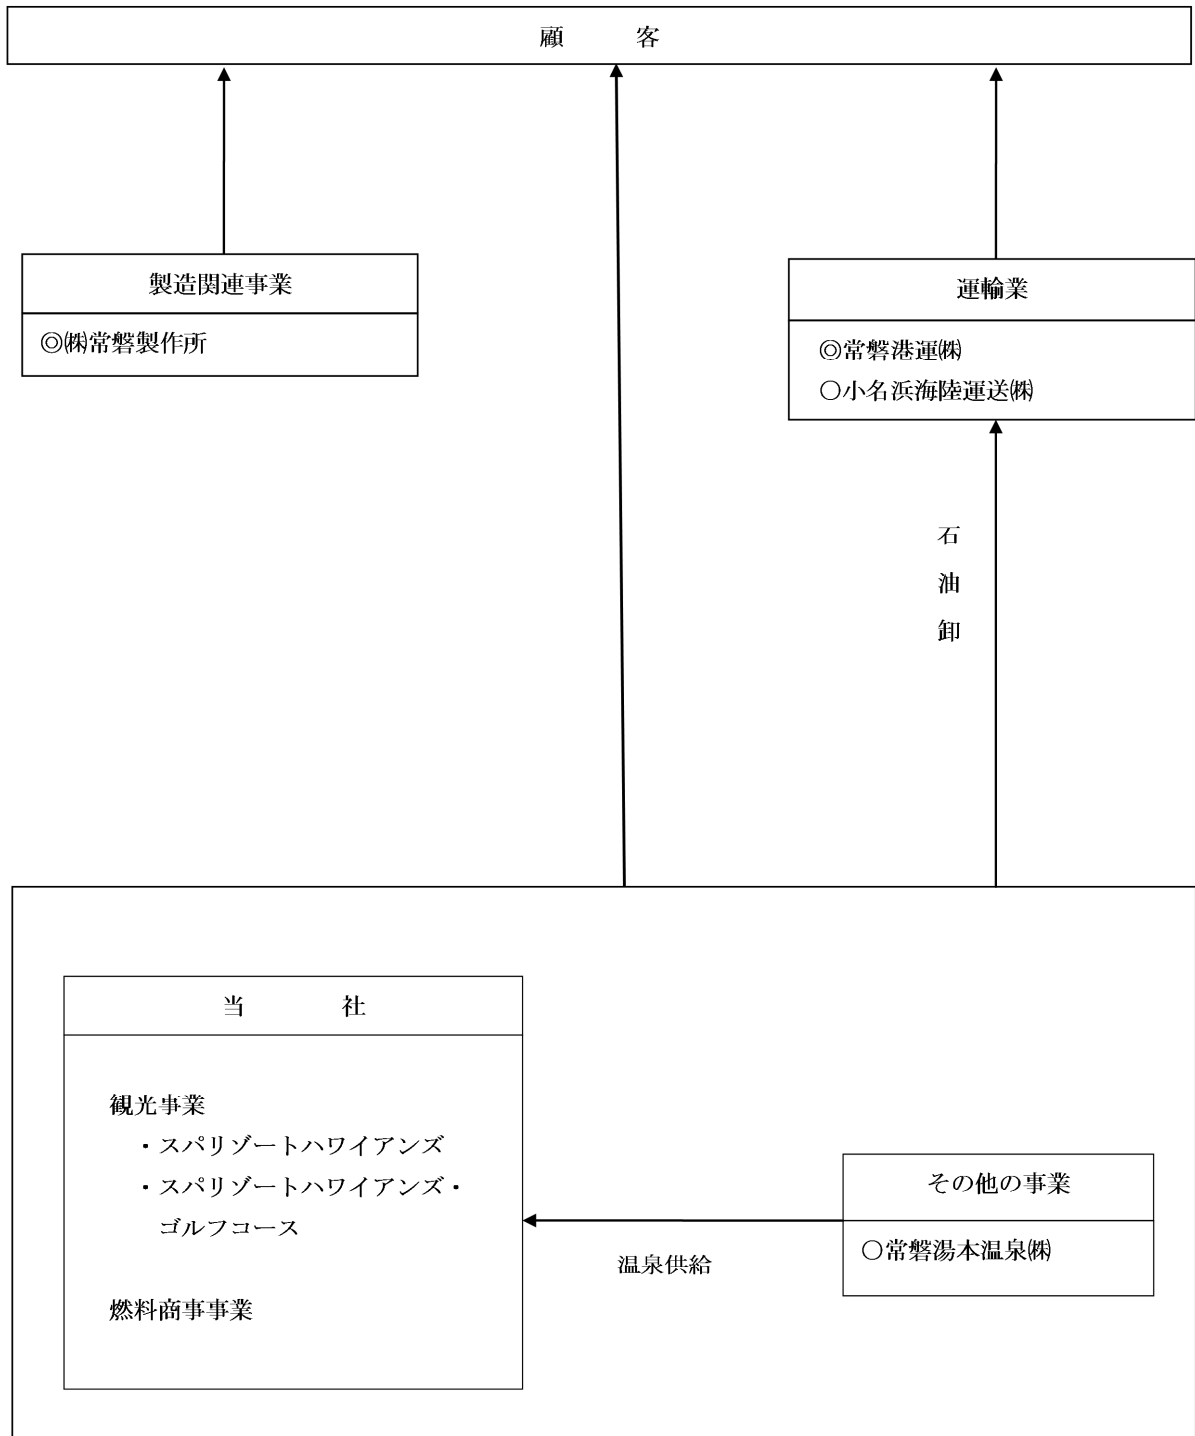 顧　客
製造関連事業
◎㈱常磐製作所
運輸業
◎常磐港運㈱
○小名浜海陸運送㈱
石油卸
当　社
観光事業
・スパリゾートハワイアンズ
・スパリゾートハワイアンズ・
ゴルフコース
燃料商事事業
その他の事業
○常磐湯本温泉㈱
温泉供給